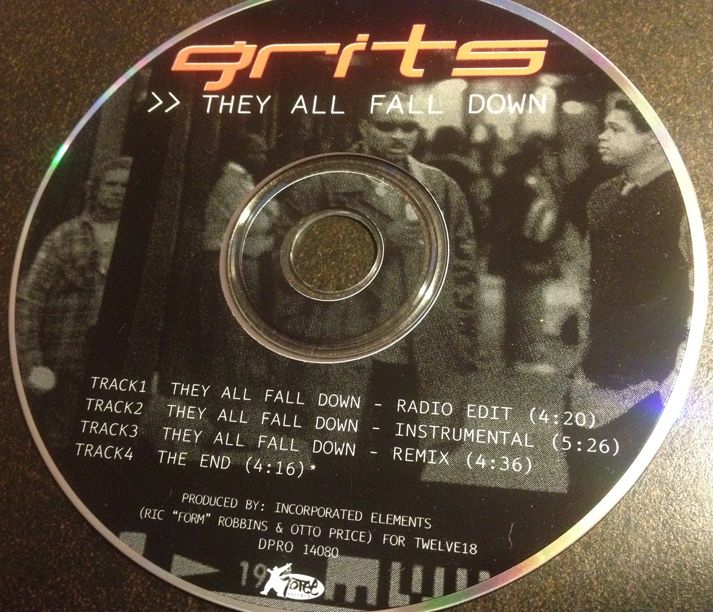 grits
>> THEY ALL FALL DOWN
TRACK1 THEY ALL FALL DOWN - RADIO EDIT (4:20)
TRACK2 THEY ALL FALL DOWN - INSTRUMENTAL (5:26)
TRACK3 THEY ALL FALL DOWN - REMIX (4:36)
TRACK4 THE END (4:16)*
PRODUCED BY: INCORPORATED ELEMENTS
(RIC "FORM" ROBBINS & OTTO PRICE) FOR TWELVE18
DPRO 14080
19
GOTEE